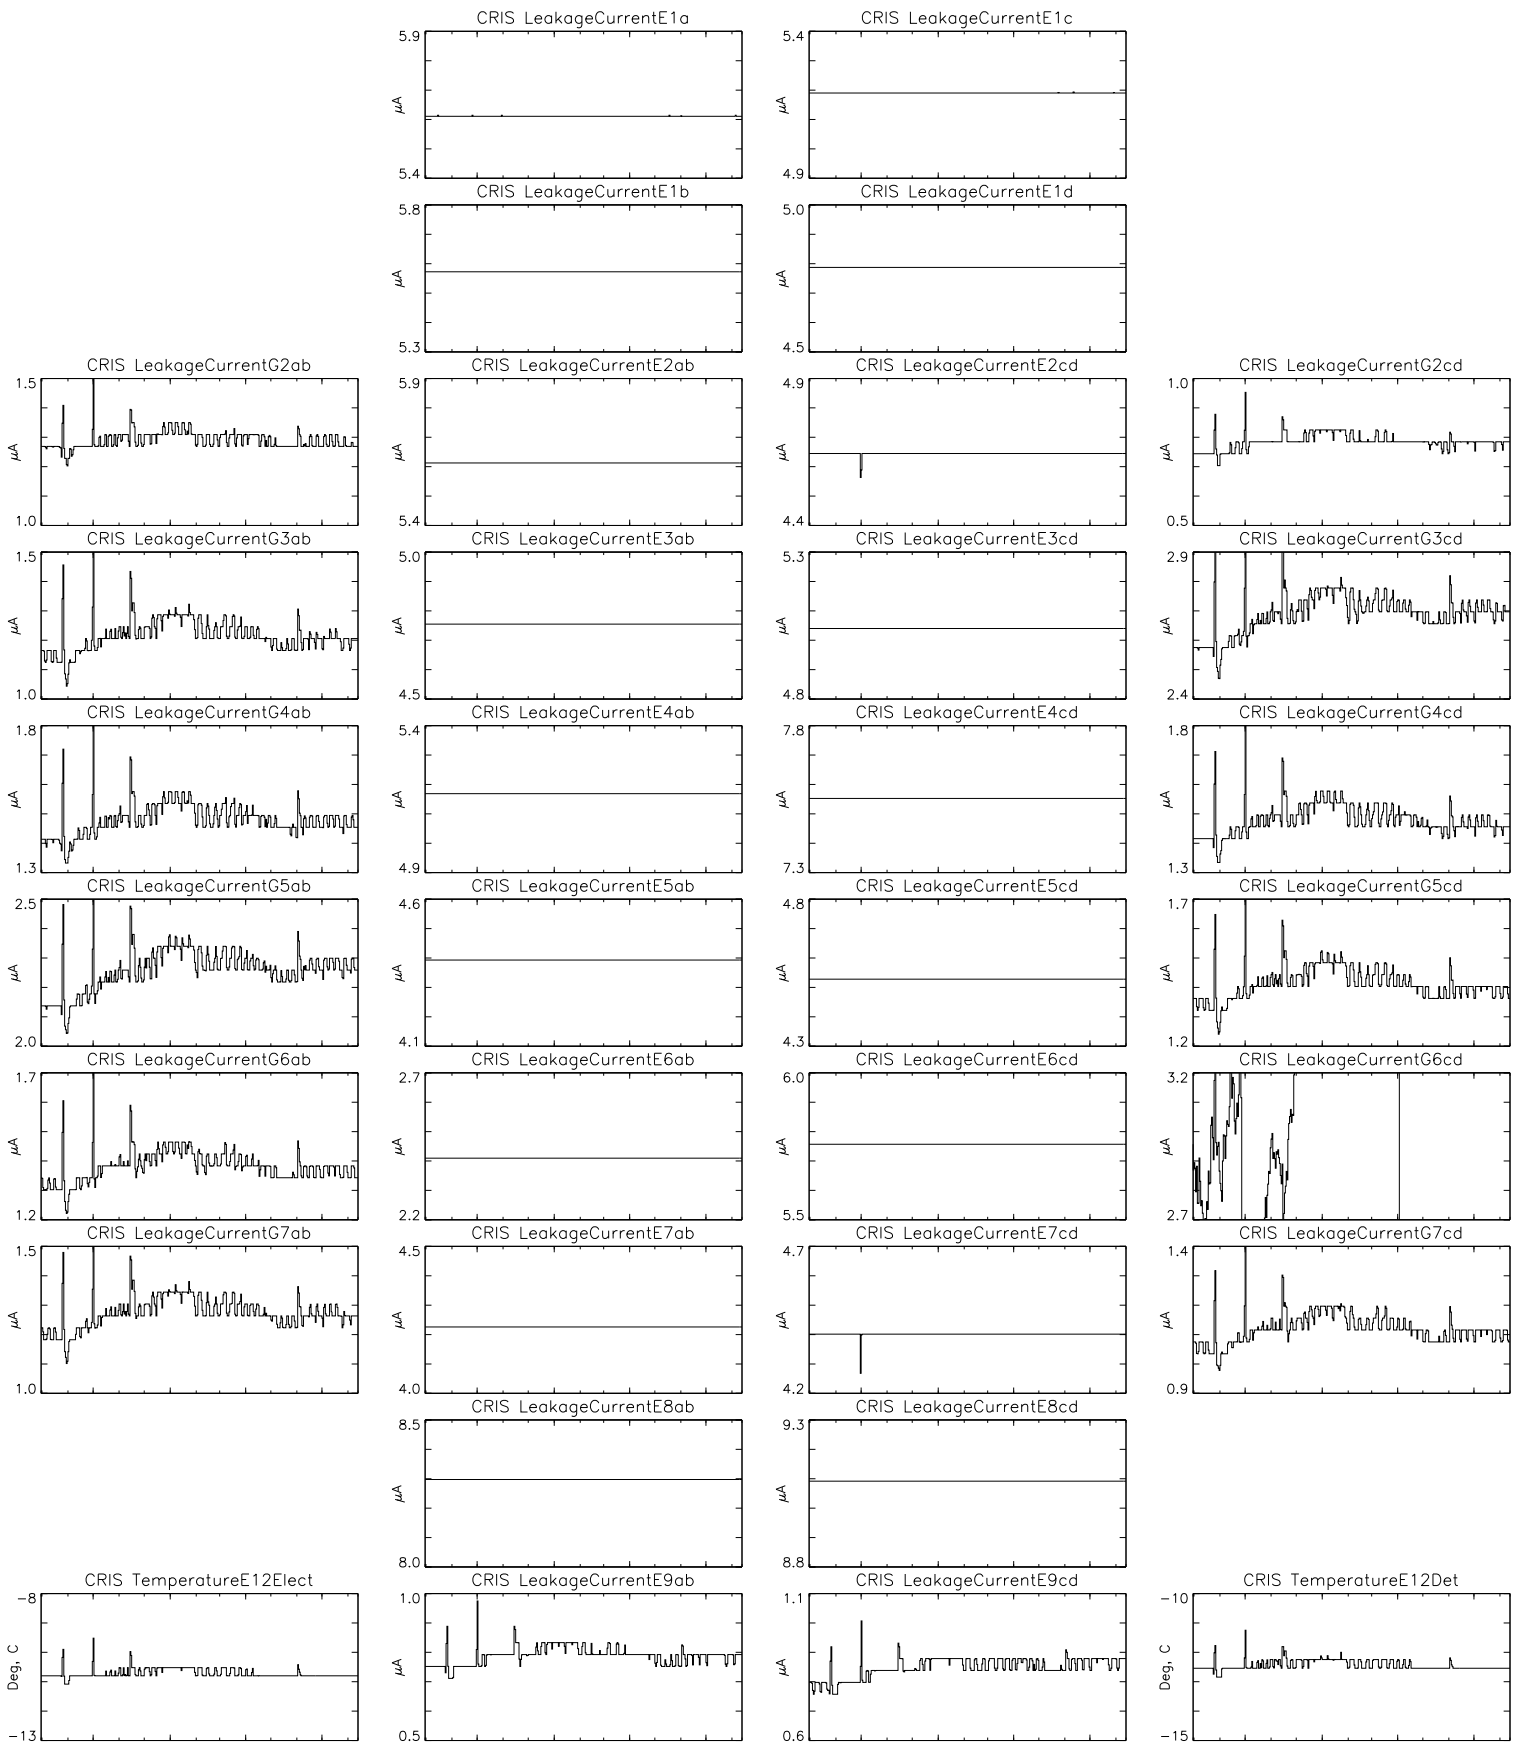 CRIS LeakageCurrentE1a
5.9
μA
5.4
CRIS LeakageCurrentE1c
5.4
μA
4.9
CRIS LeakageCurrentE1b
5.8
μA
5.3
CRIS LeakageCurrentE1d
5.0
μA
4.5
CRIS LeakageCurrentG2ab
1.5
μA
1.0
CRIS LeakageCurrentE2ab
5.9
μA
5.4
CRIS LeakageCurrentE2cd
4.9
μA
4.4
CRIS LeakageCurrentG2cd
1.0
μA
0.5
CRIS LeakageCurrentG3ab
1.5
μA
1.0
CRIS LeakageCurrentE3ab
5.0
μA
4.5
CRIS LeakageCurrentE3cd
5.3
μA
4.8
CRIS LeakageCurrentG3cd
2.9
μA
2.4
CRIS LeakageCurrentG4ab
1.8
μA
1.3
CRIS LeakageCurrentE4ab
5.4
μA
4.9
CRIS LeakageCurrentE4cd
7.8
μA
7.3
CRIS LeakageCurrentG4cd
1.8
μA
1.3
CRIS LeakageCurrentG5ab
2.5
μA
2.0
CRIS LeakageCurrentE5ab
4.6
μA
4.1
CRIS LeakageCurrentE5cd
4.8
μA
4.3
CRIS LeakageCurrentG5cd
1.7
μA
1.2
CRIS LeakageCurrentG6ab
1.7
μA
1.2
CRIS LeakageCurrentE6ab
2.7
μA
2.2
CRIS LeakageCurrentE6cd
6.0
μA
5.5
CRIS LeakageCurrentG6cd
3.2
μA
2.7
CRIS LeakageCurrentG7ab
1.5
μA
1.0
CRIS LeakageCurrentE7ab
4.5
μA
4.0
CRIS LeakageCurrentE7cd
4.7
μA
4.2
CRIS LeakageCurrentG7cd
1.4
μA
0.9
CRIS LeakageCurrentE8ab
8.5
μA
8.0
CRIS LeakageCurrentE8cd
9.3
μA
8.8
CRIS TemperatureE12Elect
-8
Deg, C
-13
CRIS LeakageCurrentE9ab
1.0
μA
0.5
CRIS LeakageCurrentE9cd
1.1
μA
0.6
CRIS TemperatureE12Det
-10
Deg, C
-15